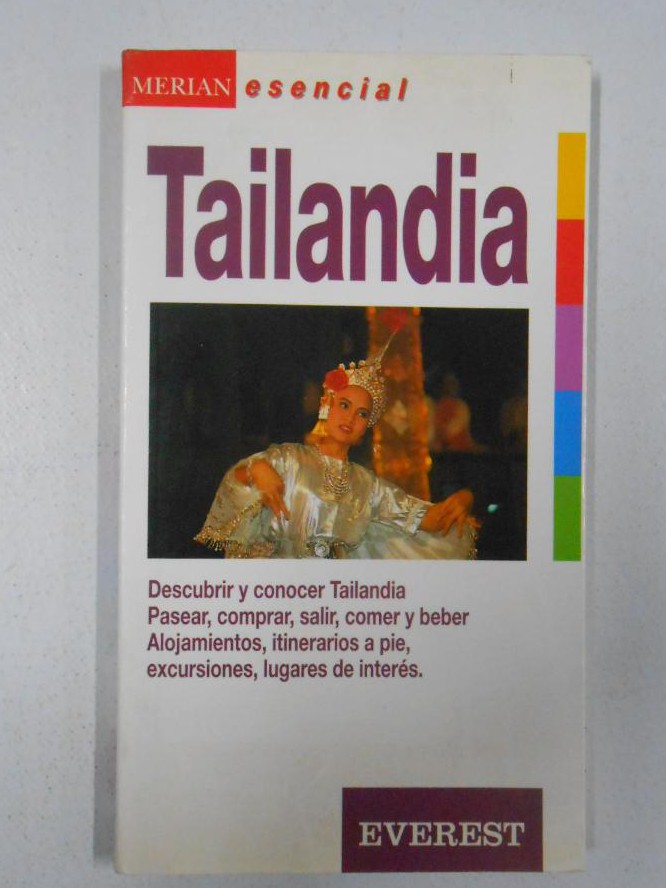 MERIAN esencial
Tailandia
Descubrir y conocer Tailandia
Pasear, comprar, salir, comer y beber
Alojamientos, itinerarios a pie,
excursiones, lugares de interés.
EVEREST